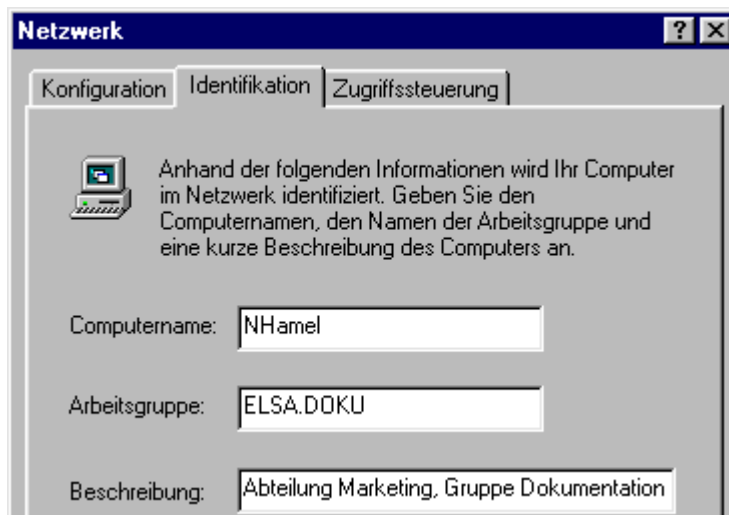 Netzwerk
Konfiguration Identifikation Zugriffssteuerung
Anhand der folgenden Informationen wird Ihr Computer
im Netzwerk identifiziert. Geben Sie den
Computernamen, den Namen der Arbeitsgruppe und
eine kurze Beschreibung des Computers an.
Computername: NHamel
Arbeitsgruppe: ELSA.DOKU
Beschreibung: Abteilung Marketing, Gruppe Dokumentation